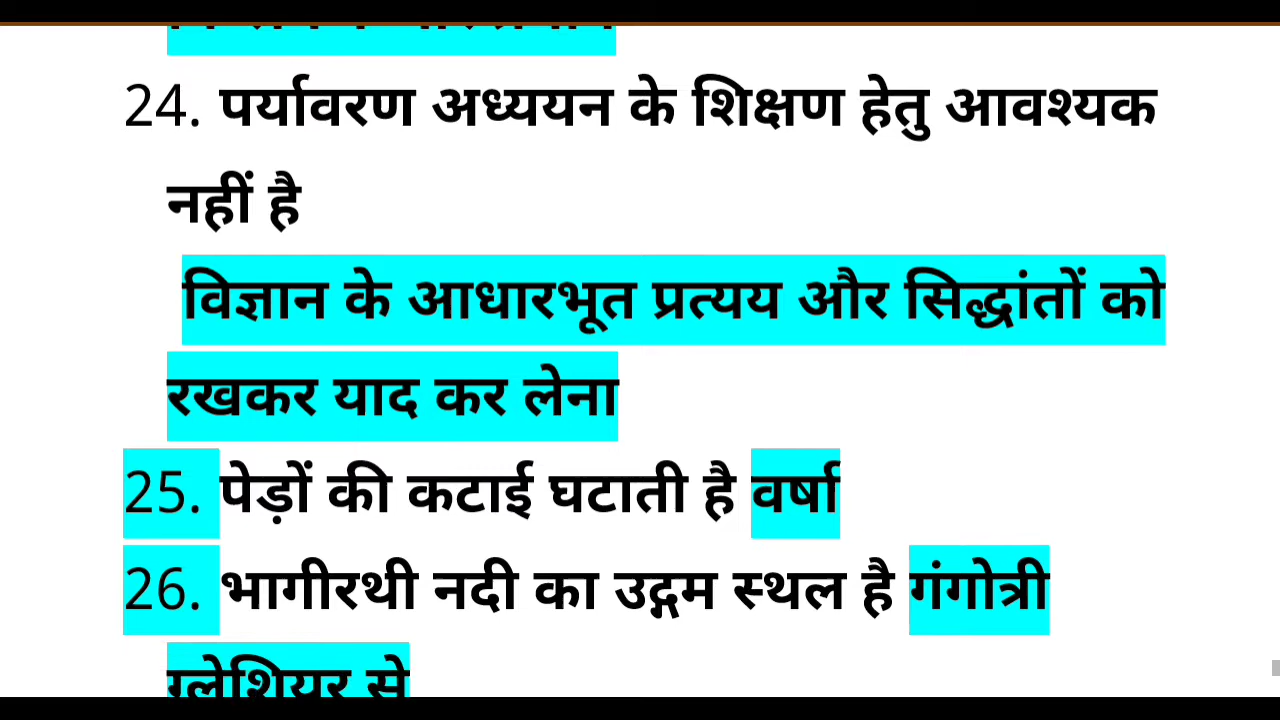 24. पर्यावरण अध्ययन के शिक्षण हेतु आवश्यक
नहीं है
विज्ञान के आधारभूत प्रत्यय और सिद्धांतों को
रखकर याद कर लेना
25. पेड़ों की कटाई घटाती है वर्षा
26. भागीरथी नदी का उद्गम स्थल है गंगोत्री
ग्लेशियर से